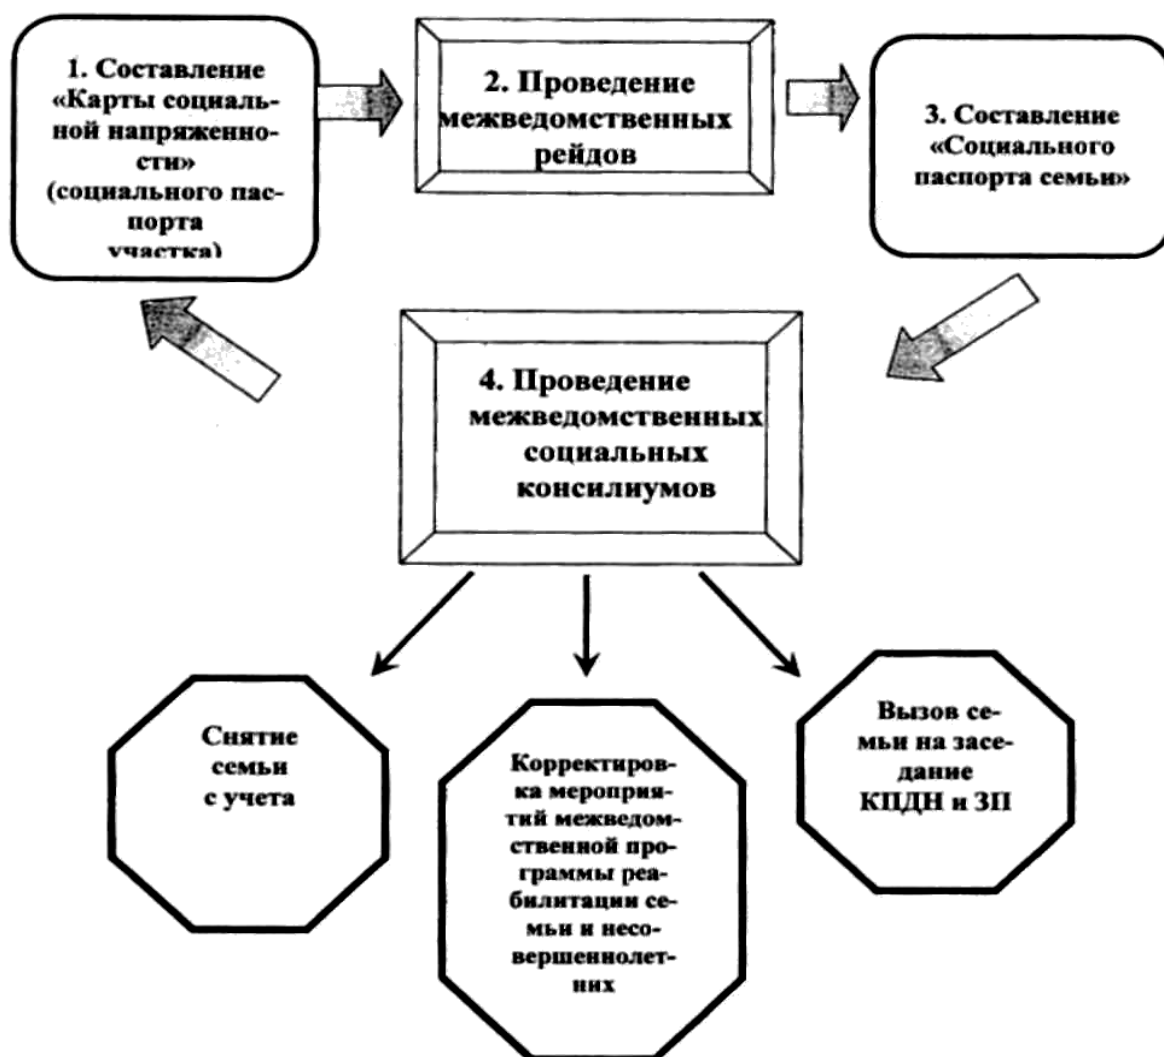 1. Составление
«Карты социаль-
ной напряженно-
сти»
(социального пас-
порта
участка)
2. Проведение
межведомственных
рейдов
3. Составление
«Социального
паспорта семьи»
4. Проведение
межведомственных
социальных
консилиумов
Снятие
семьи
с учета
Корректиров-
ка мероприя-
тий межведом-
ственной про-
граммы реа-
билитации се-
мьи и несо-
вершеннолет-
них
Вызов се-
мьи на засе-
дание
КПДН и ЗП